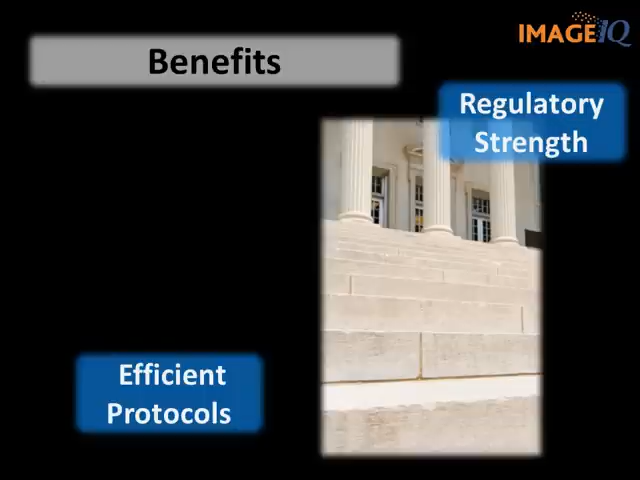 IMAGEIQ
Benefits
Regulatory
Strength
Efficient
Protocols